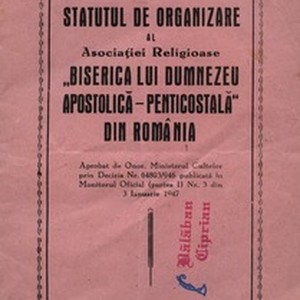 STATUTUL DE ORGANIZARE
AL
Asociației Religioase
„BISERICA LUI DUMNEZEU
APOSTOLICĂ - PENTICOSTALĂ"
DIN ROMÂNIA
Aprobat de Onor. Ministerul Cultelor
prin Decizia Nr. 64803/946 publicată în
Monitorul Oficial (partea I) Nr. 3 din
3 Ianuarie 1947
Bălăban
Ciprian